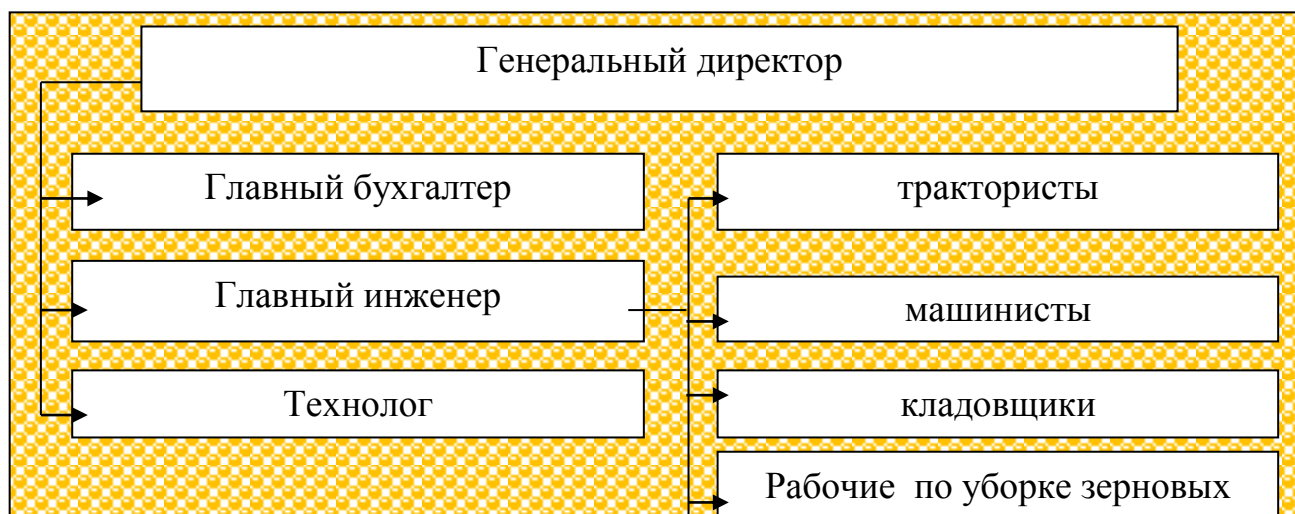 Генеральный директор
Главный бухгалтер
трактористы
Главный инженер
машинисты
Технолог
кладовщики
Рабочие по уборке зерновых